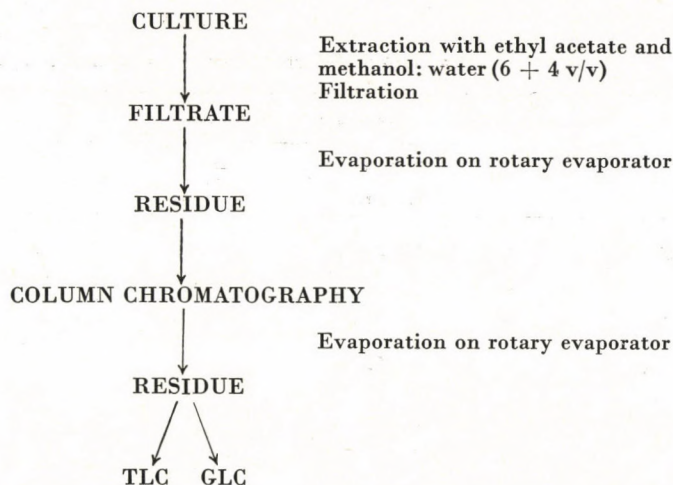 CULTURE
Extraction with ethyl acetate and
methanol: water (6 + 4 v/v)
Filtration
FILTRATE
Evaporation on rotary evaporator
RESIDUE
COLUMN CHROMATOGRAPHY
Evaporation on rotary evaporator
RESIDUE
TLC GLC